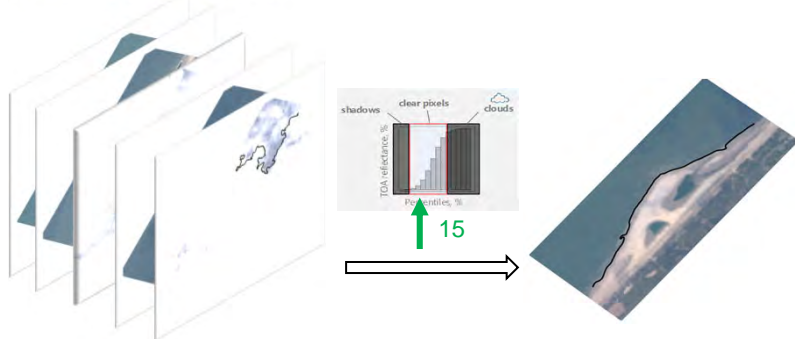 clear pixels
shadows
clouds
TOA reflectance, %
Percentiles, %
15